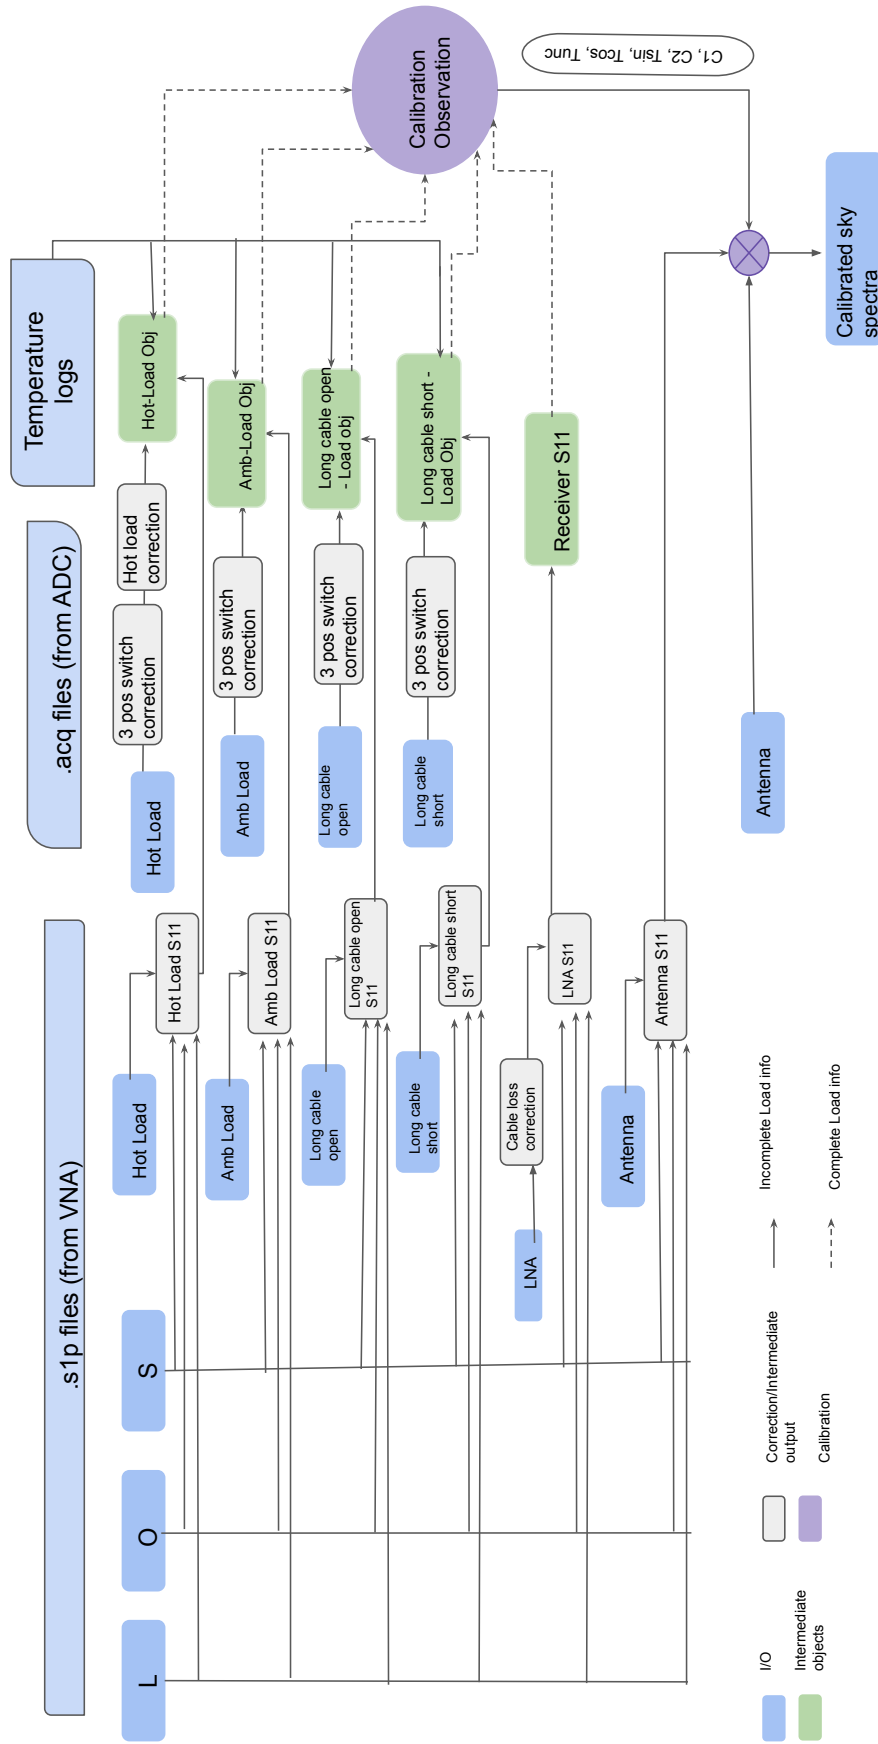 .s1p files (from VNA)
.acq files (from ADC)
Temperature
logs
L
O
S
Hot Load
Hot Load S11
Hot Load
3 pos switch
correction
Hot load
correction
Hot-Load Obj
Amb Load
Amb Load S11
Amb Load
3 pos switch
correction
Amb-Load Obj
Long cable
open
Long cable open
S11
Long cable
open
3 pos switch
correction
Long cable open
- Load obj
Long cable
short
Long cable short
S11
Long cable
short
3 pos switch
correction
Long cable short -
Load Obj
LNA
Cable loss
correction
LNA S11
Receiver S11
Antenna
Antenna S11
Antenna
Calibration
Observation
C1, C2, Tsin, Tcos, Tunc
Calibrated sky
spectra
I/O
Intermediate
objects
Correction/Intermediate
output
Calibration
Incomplete Load info
Complete Load info